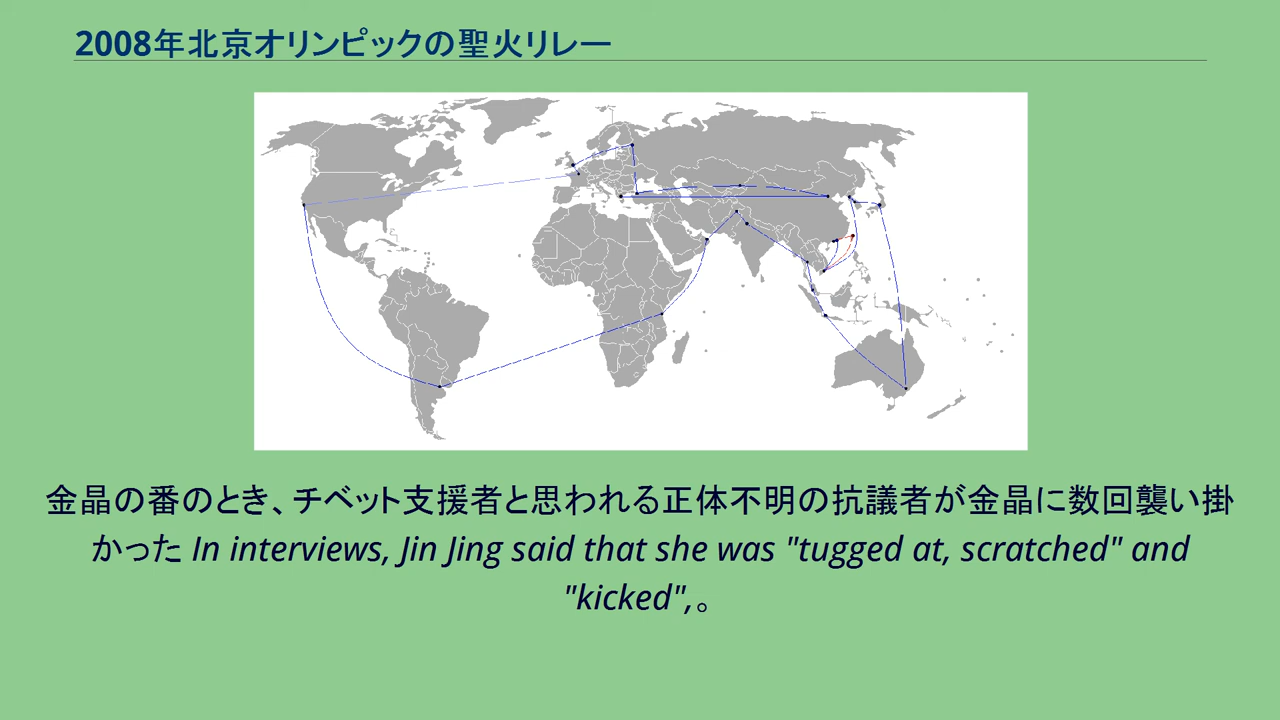 2008年北京オリンピックの聖火リレー
金晶の番のとき、チベット支援者と思われる正体不明の抗議者が金晶に数回襲い掛
かった In interviews, Jin Jing said that she was "tugged at, scratched" and
"kicked",。